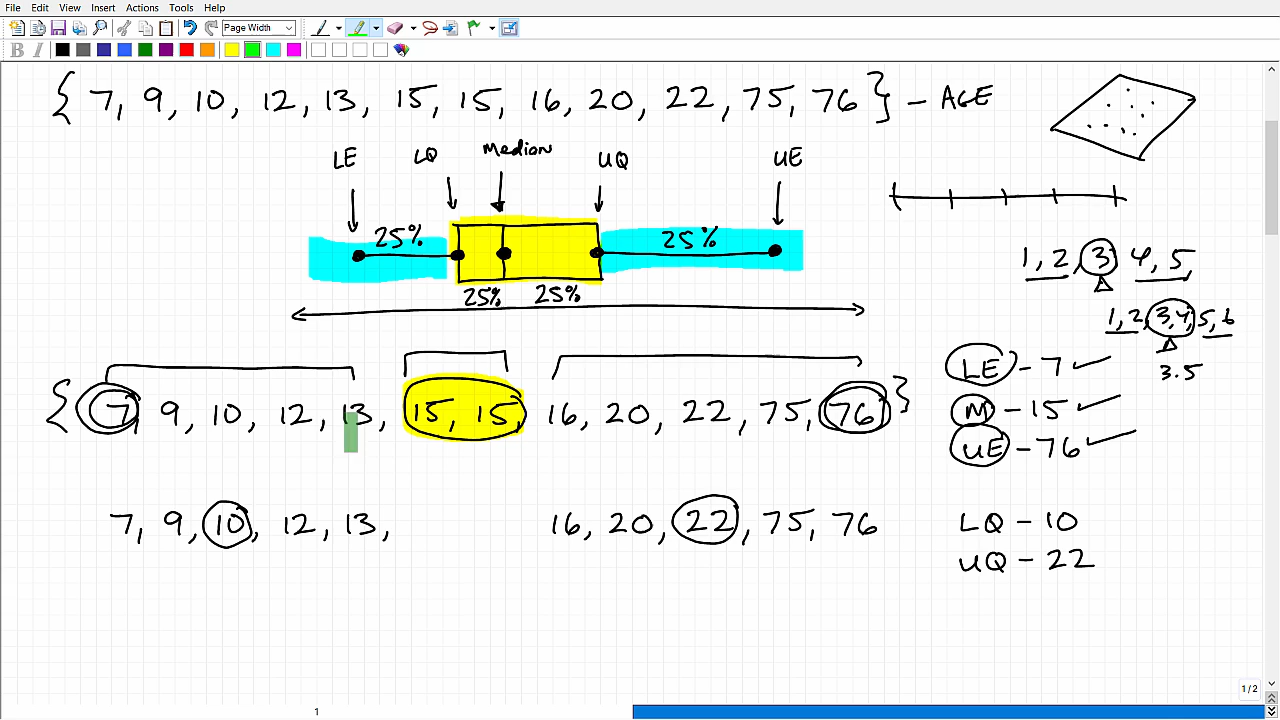 File Edit View Insert Actions Tools Help
Page Width
B I
{ 7, 9, 10, 12, 13, 15, 15, 16, 20, 22, 75, 76 } - AGE
LE LQ Median UQ UE
25% 25%
25% 25%
1, 2, 3 4, 5,
1, 2, 3, 4, 5, 6
3.5
{ 7, 9, 10, 12, 13, 15, 15, 16, 20, 22, 75, 76 }
LE - 7
M - 15
UE - 76
7, 9, 10, 12, 13, 16, 20, 22, 75, 76
LQ - 10
UQ - 22
1/2
1